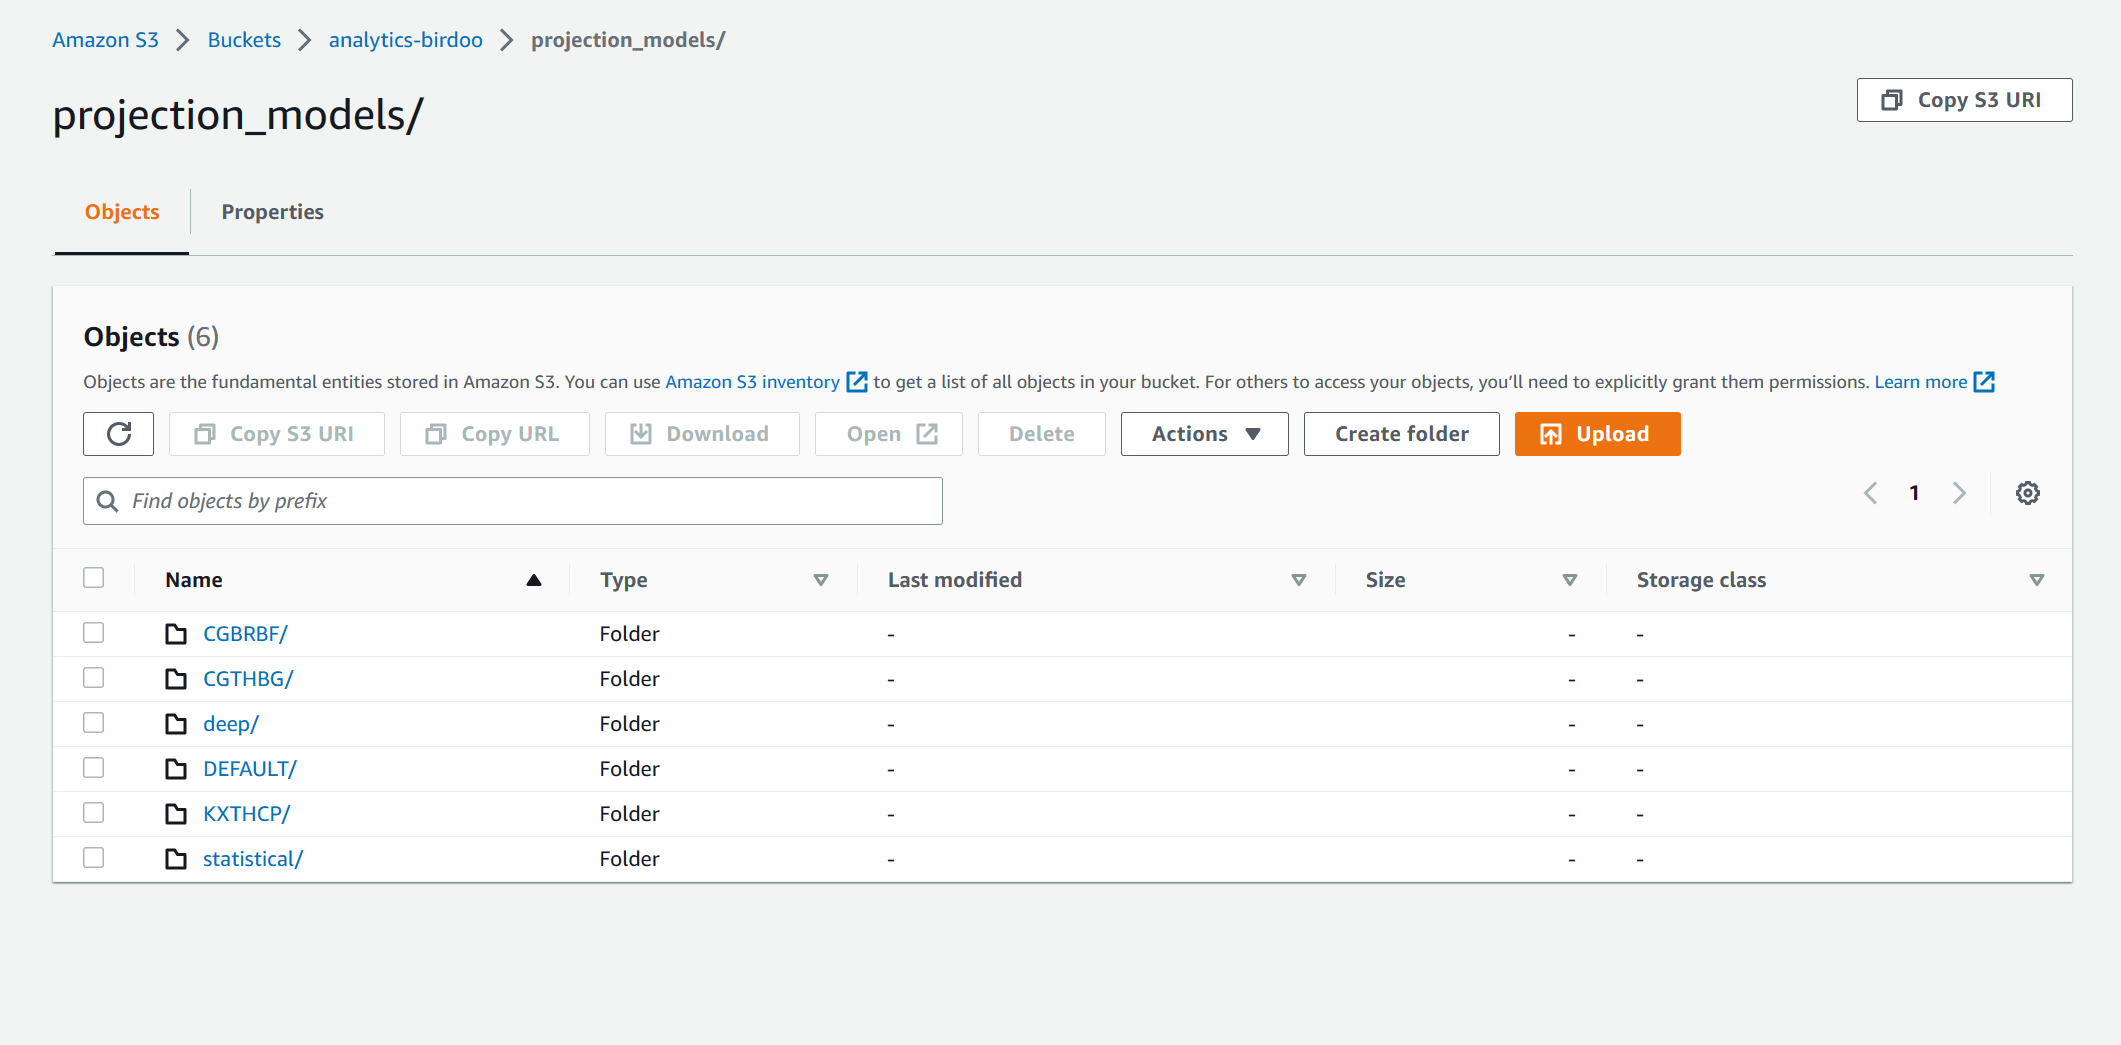 Amazon S3 Buckets analytics-birdoo projection_models/
projection_models/
Copy S3 URI
Objects Properties
Objects (6)
Objects are the fundamental entities stored in Amazon S3. You can use Amazon S3 inventory to get a list of all objects in your bucket. For others to access your objects, you'll need to explicitly grant them permissions. Learn more
Copy S3 URI Copy URL Download Open Delete Actions Create folder Upload
Find objects by prefix
1
Name Type Last modified Size Storage class
CGBRBF/ Folder - - -
CGTHBG/ Folder - - -
deep/ Folder - - -
DEFAULT/ Folder - - -
KXTHCP/ Folder - - -
statistical/ Folder - - -